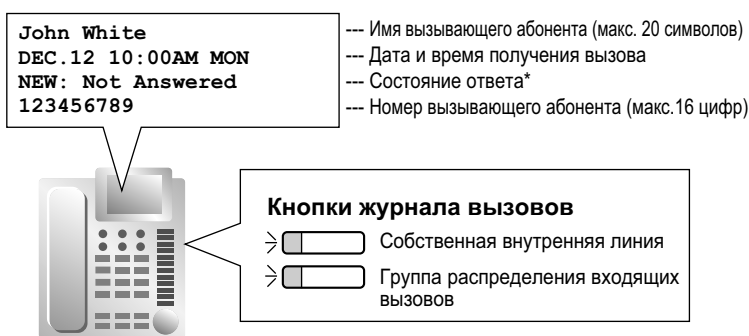 John White --- Имя вызывающего абонента (макс. 20 символов)
DEC.12 10:00AM MON --- Дата и время получения вызова
NEW: Not Answered --- Состояние ответа*
123456789 --- Номер вызывающего абонента (макс.16 цифр)
Кнопки журнала вызовов
Собственная внутренняя линия
Группа распределения входящих
вызовов